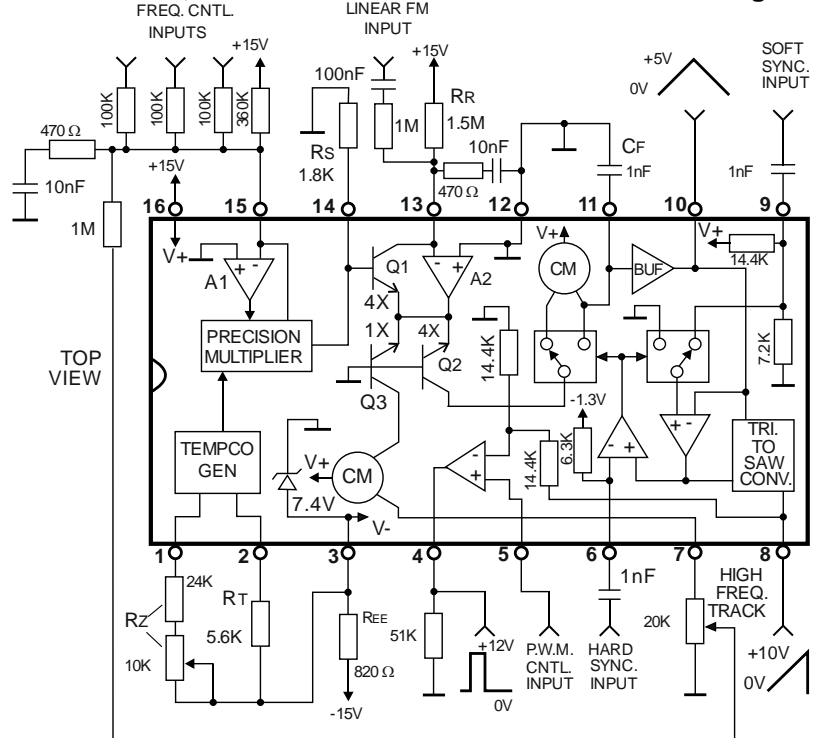 FREQ. CNTL.
INPUTS
+15V
LINEAR FM
INPUT
+15V
+5V
0V
SOFT
SYNC.
INPUT
100K
100K
100K
360K
100nF
1M
RR
1.5M
470 Ω
10nF
1M
+15V
RS
1.8K
470 Ω
10nF
CF
1nF
1nF
16
15
14
13
12
11
10
9
V+
A1
Q1
4X
A2
V+
CM
BUF
V+
14.4K
PRECISION
MULTIPLIER
1X
4X
Q3
Q2
14.4K
7.2K
TOP
VIEW
-1.3V
6.3K
TEMPCO
GEN
V+
CM
7.4V
V-
14.4K
TRI.
TO
SAW
CONV.
1
2
3
4
5
6
7
8
RZ
24K
10K
RT
5.6K
REE
820 Ω
-15V
51K
+12V
0V
P.W.M.
CNTL.
INPUT
1nF
HARD
SYNC.
INPUT
20K
HIGH
FREQ.
TRACK
+10V
0V